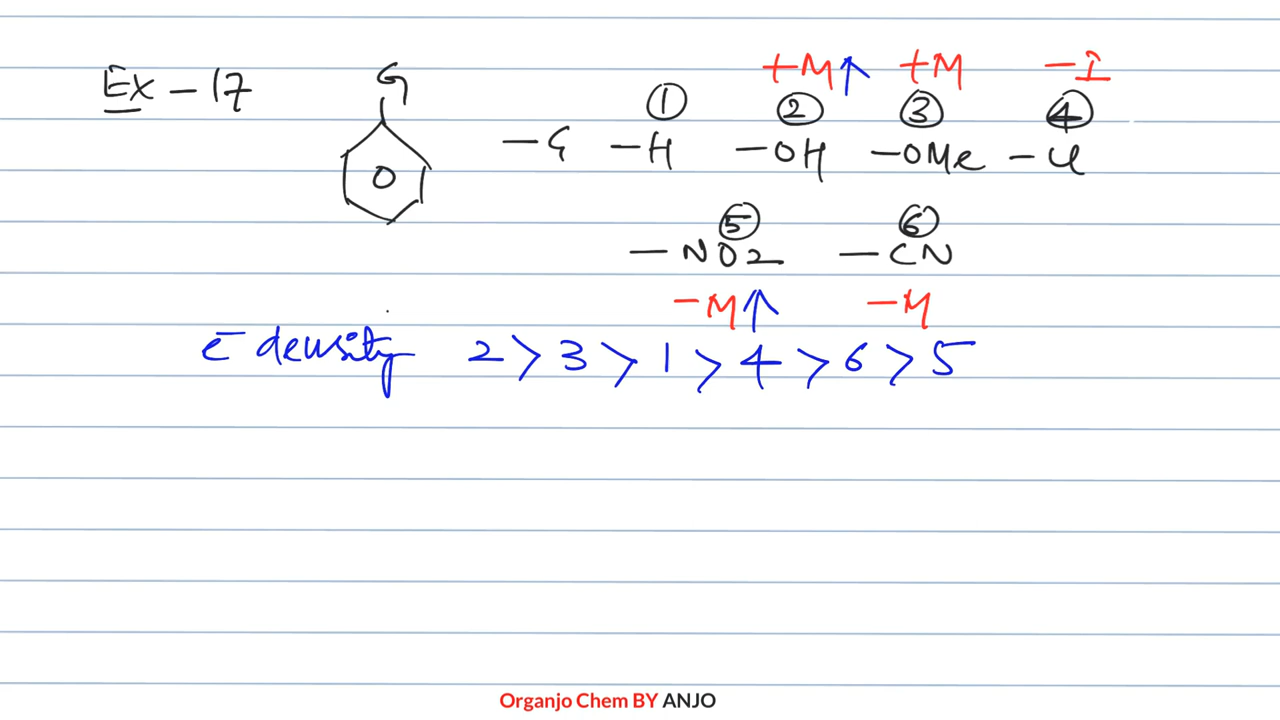 Ex - 17
G
+M↑ +M -I
① ② ③ ④
-G -H -OH -OMe -Cl
⑤ ⑥
-NO2 -CN
-M↑ -M
e⁻ density 2 > 3 > 1 > 4 > 6 > 5
Organjo Chem BY ANJO